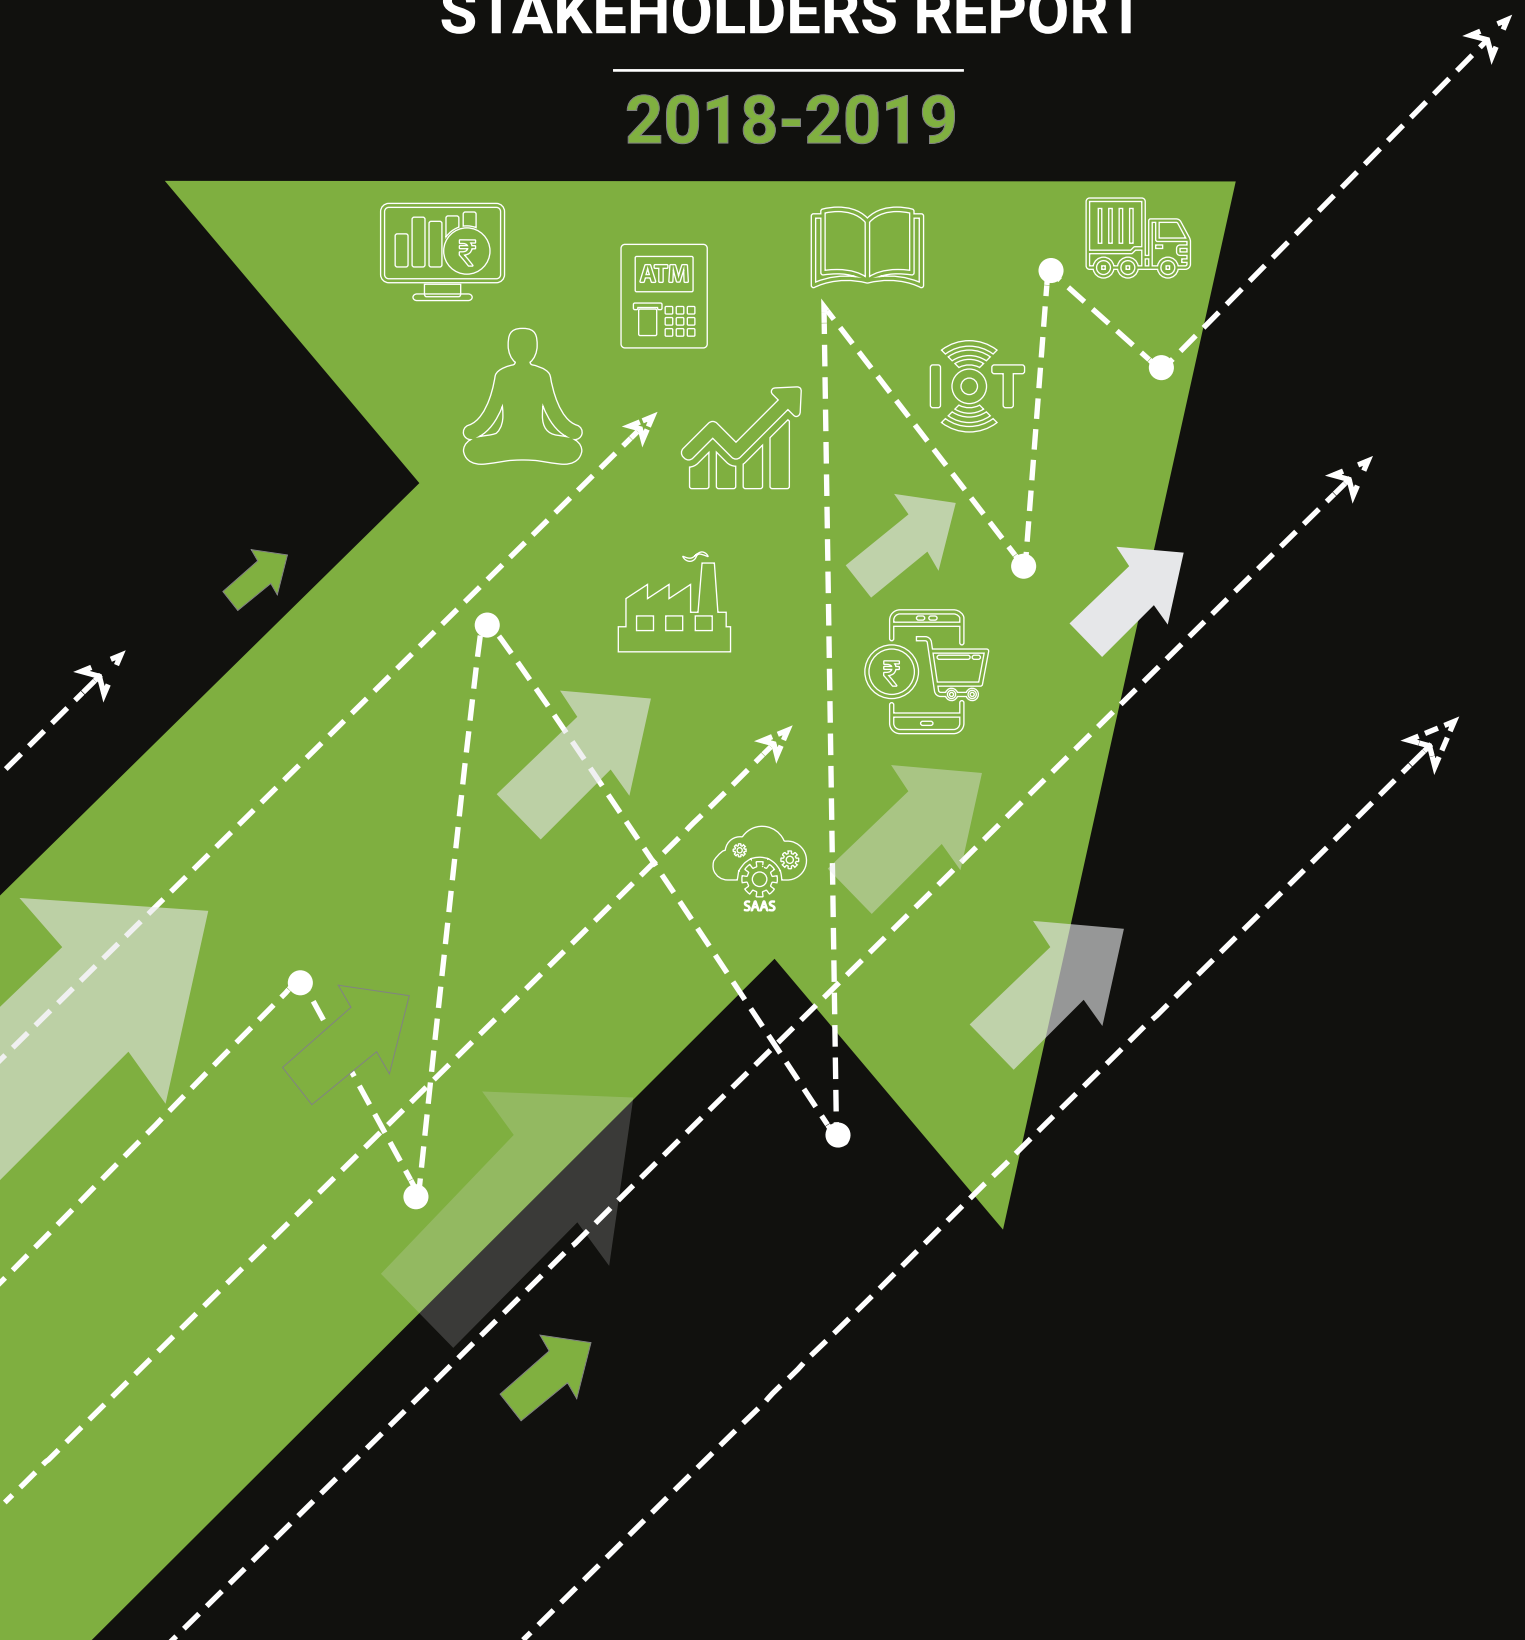 STAKEHOLDERS REPORT
2018-2019
₹
ATM
IOT
₹
SAAS